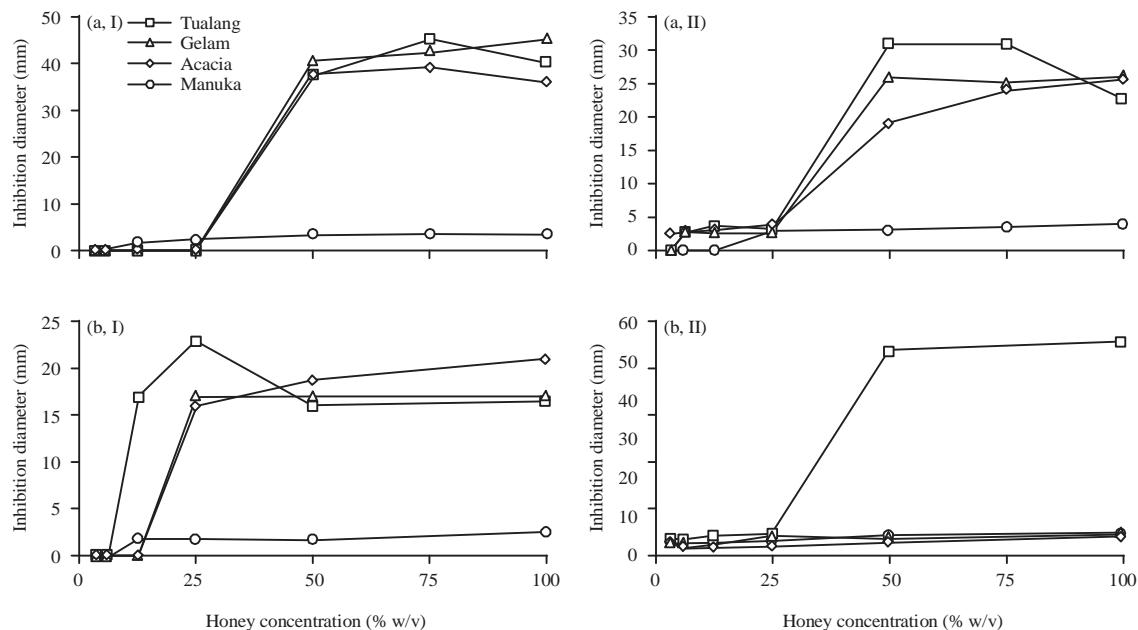 (a, I)
Tualang
Gelam
Acacia
Manuka
Inhibition diameter (mm)
50
40
30
20
10
0
(a, II)
Inhibition diameter (mm)
35
30
25
20
15
10
5
0
(b, I)
Inhibition diameter (mm)
25
20
15
10
5
0
0 25 50 75 100
Honey concentration (% w/v)
(b, II)
Inhibition diameter (mm)
60
50
40
30
20
10
0
0 25 50 75 100
Honey concentration (% w/v)